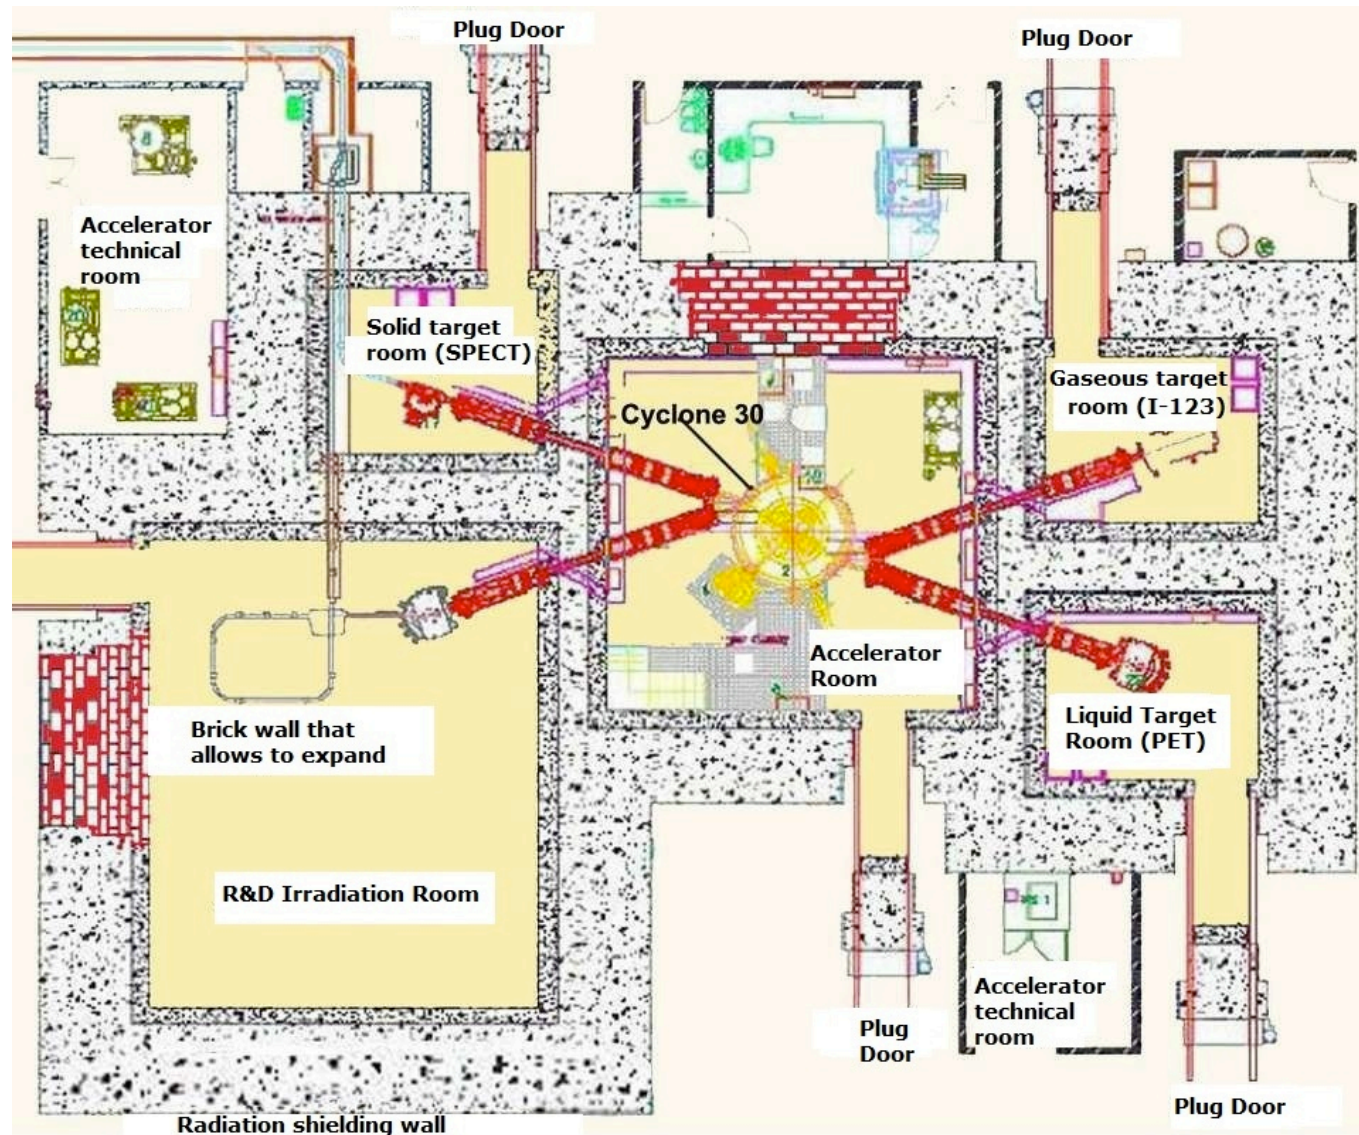 Plug Door
Plug Door
Accelerator
technical
room
Solid target
room (SPECT)
Gaseous target
room (I-123)
Cyclone 30
Accelerator
Room
Liquid Target
Room (PET)
Brick wall that
allows to expand
R&D Irradiation Room
Accelerator
technical
room
Plug
Door
Plug Door
Radiation shielding wall